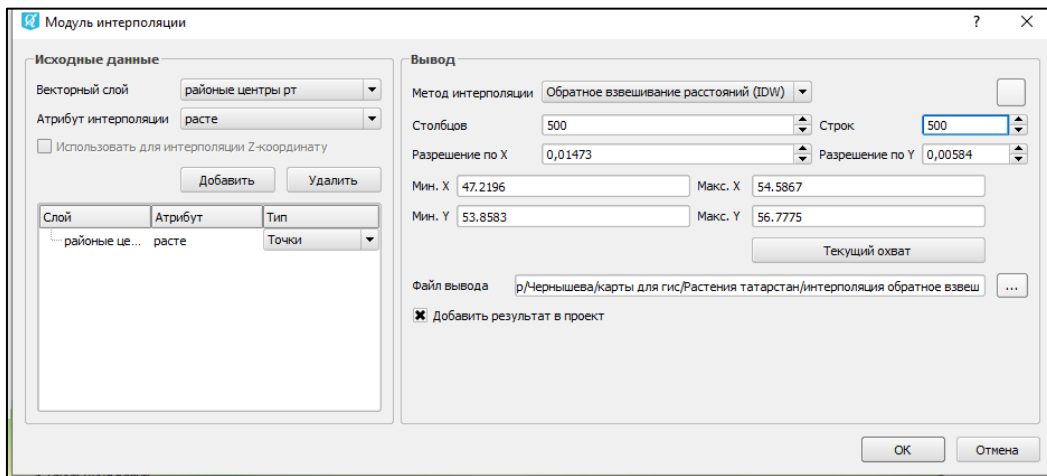 Модуль интерполяции
?
Исходные данные
Векторный слой районые центры рт
Атрибут интерполяции расте
Использовать для интерполяции Z-координату
Добавить Удалить
Слой Атрибут Тип
районые це... расте Точки
Вывод
Метод интерполяции Обратное взвешивание расстояний (IDW)
Столбцов 500 Строк 500
Разрешение по X 0,01473 Разрешение по Y 0,00584
Мин. X 47.2196 Макс. X 54.5867
Мин. Y 53.8583 Макс. Y 56.7775
Текущий охват
Файл вывода р/Чернышева/карты для гис/Растения татарстан/интерполяция обратное взвеш ...
Добавить результат в проект
OK Отмена